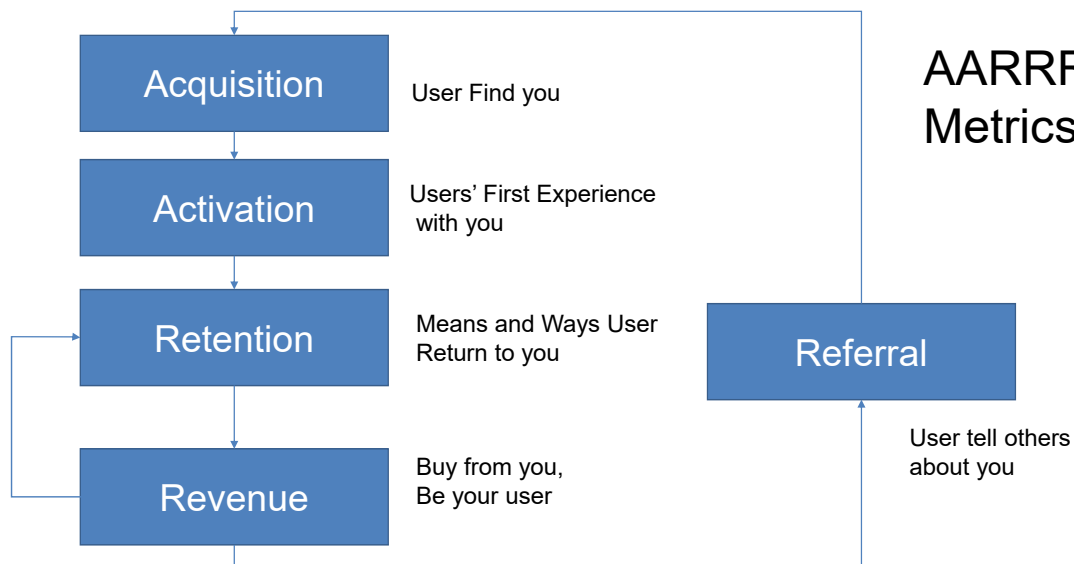 Acquisition
User Find you
AARRR
Metrics
Activation
Users’ First Experience
with you
Retention
Means and Ways User
Return to you
Referral
User tell others
about you
Revenue
Buy from you,
Be your user